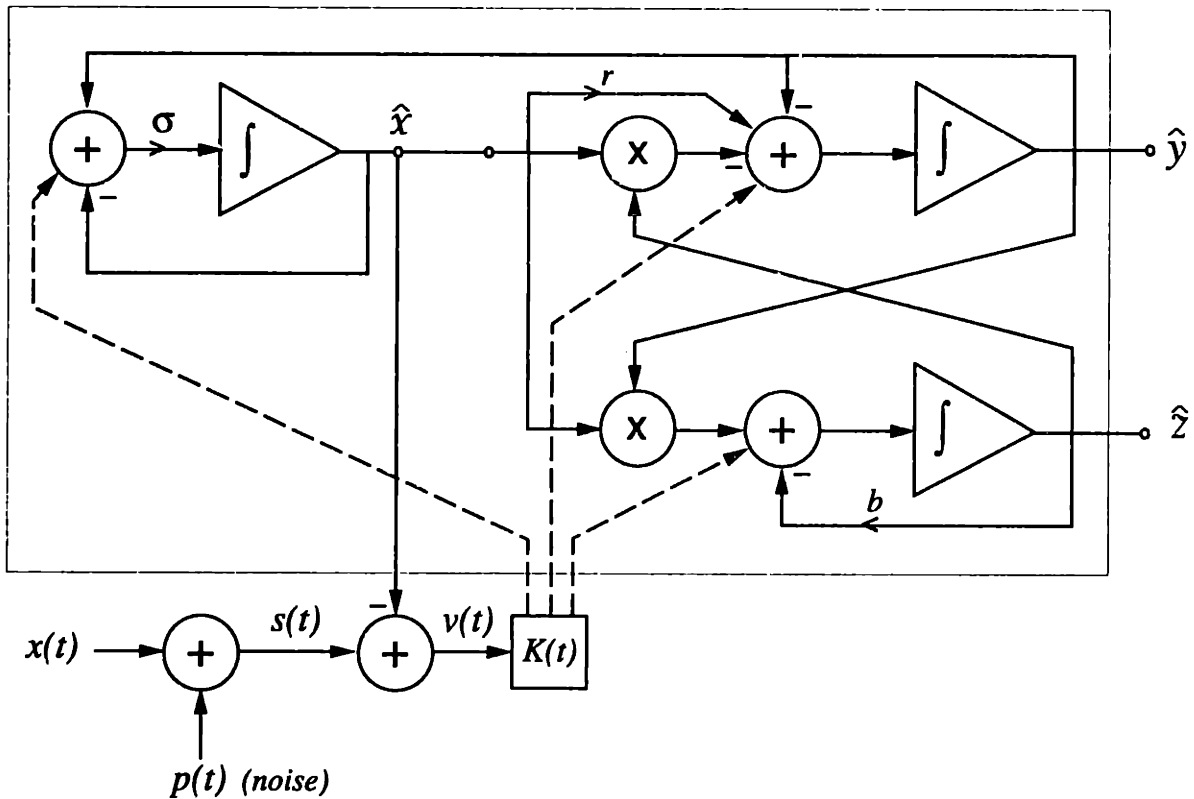 r
−
+
σ
∫
x̂
x
−
+
∫
ŷ
−
x
+
∫
ẑ̃
−
b
−
x(t)
+
s(t)
+
v(t)
K(t)
p(t) (noise)